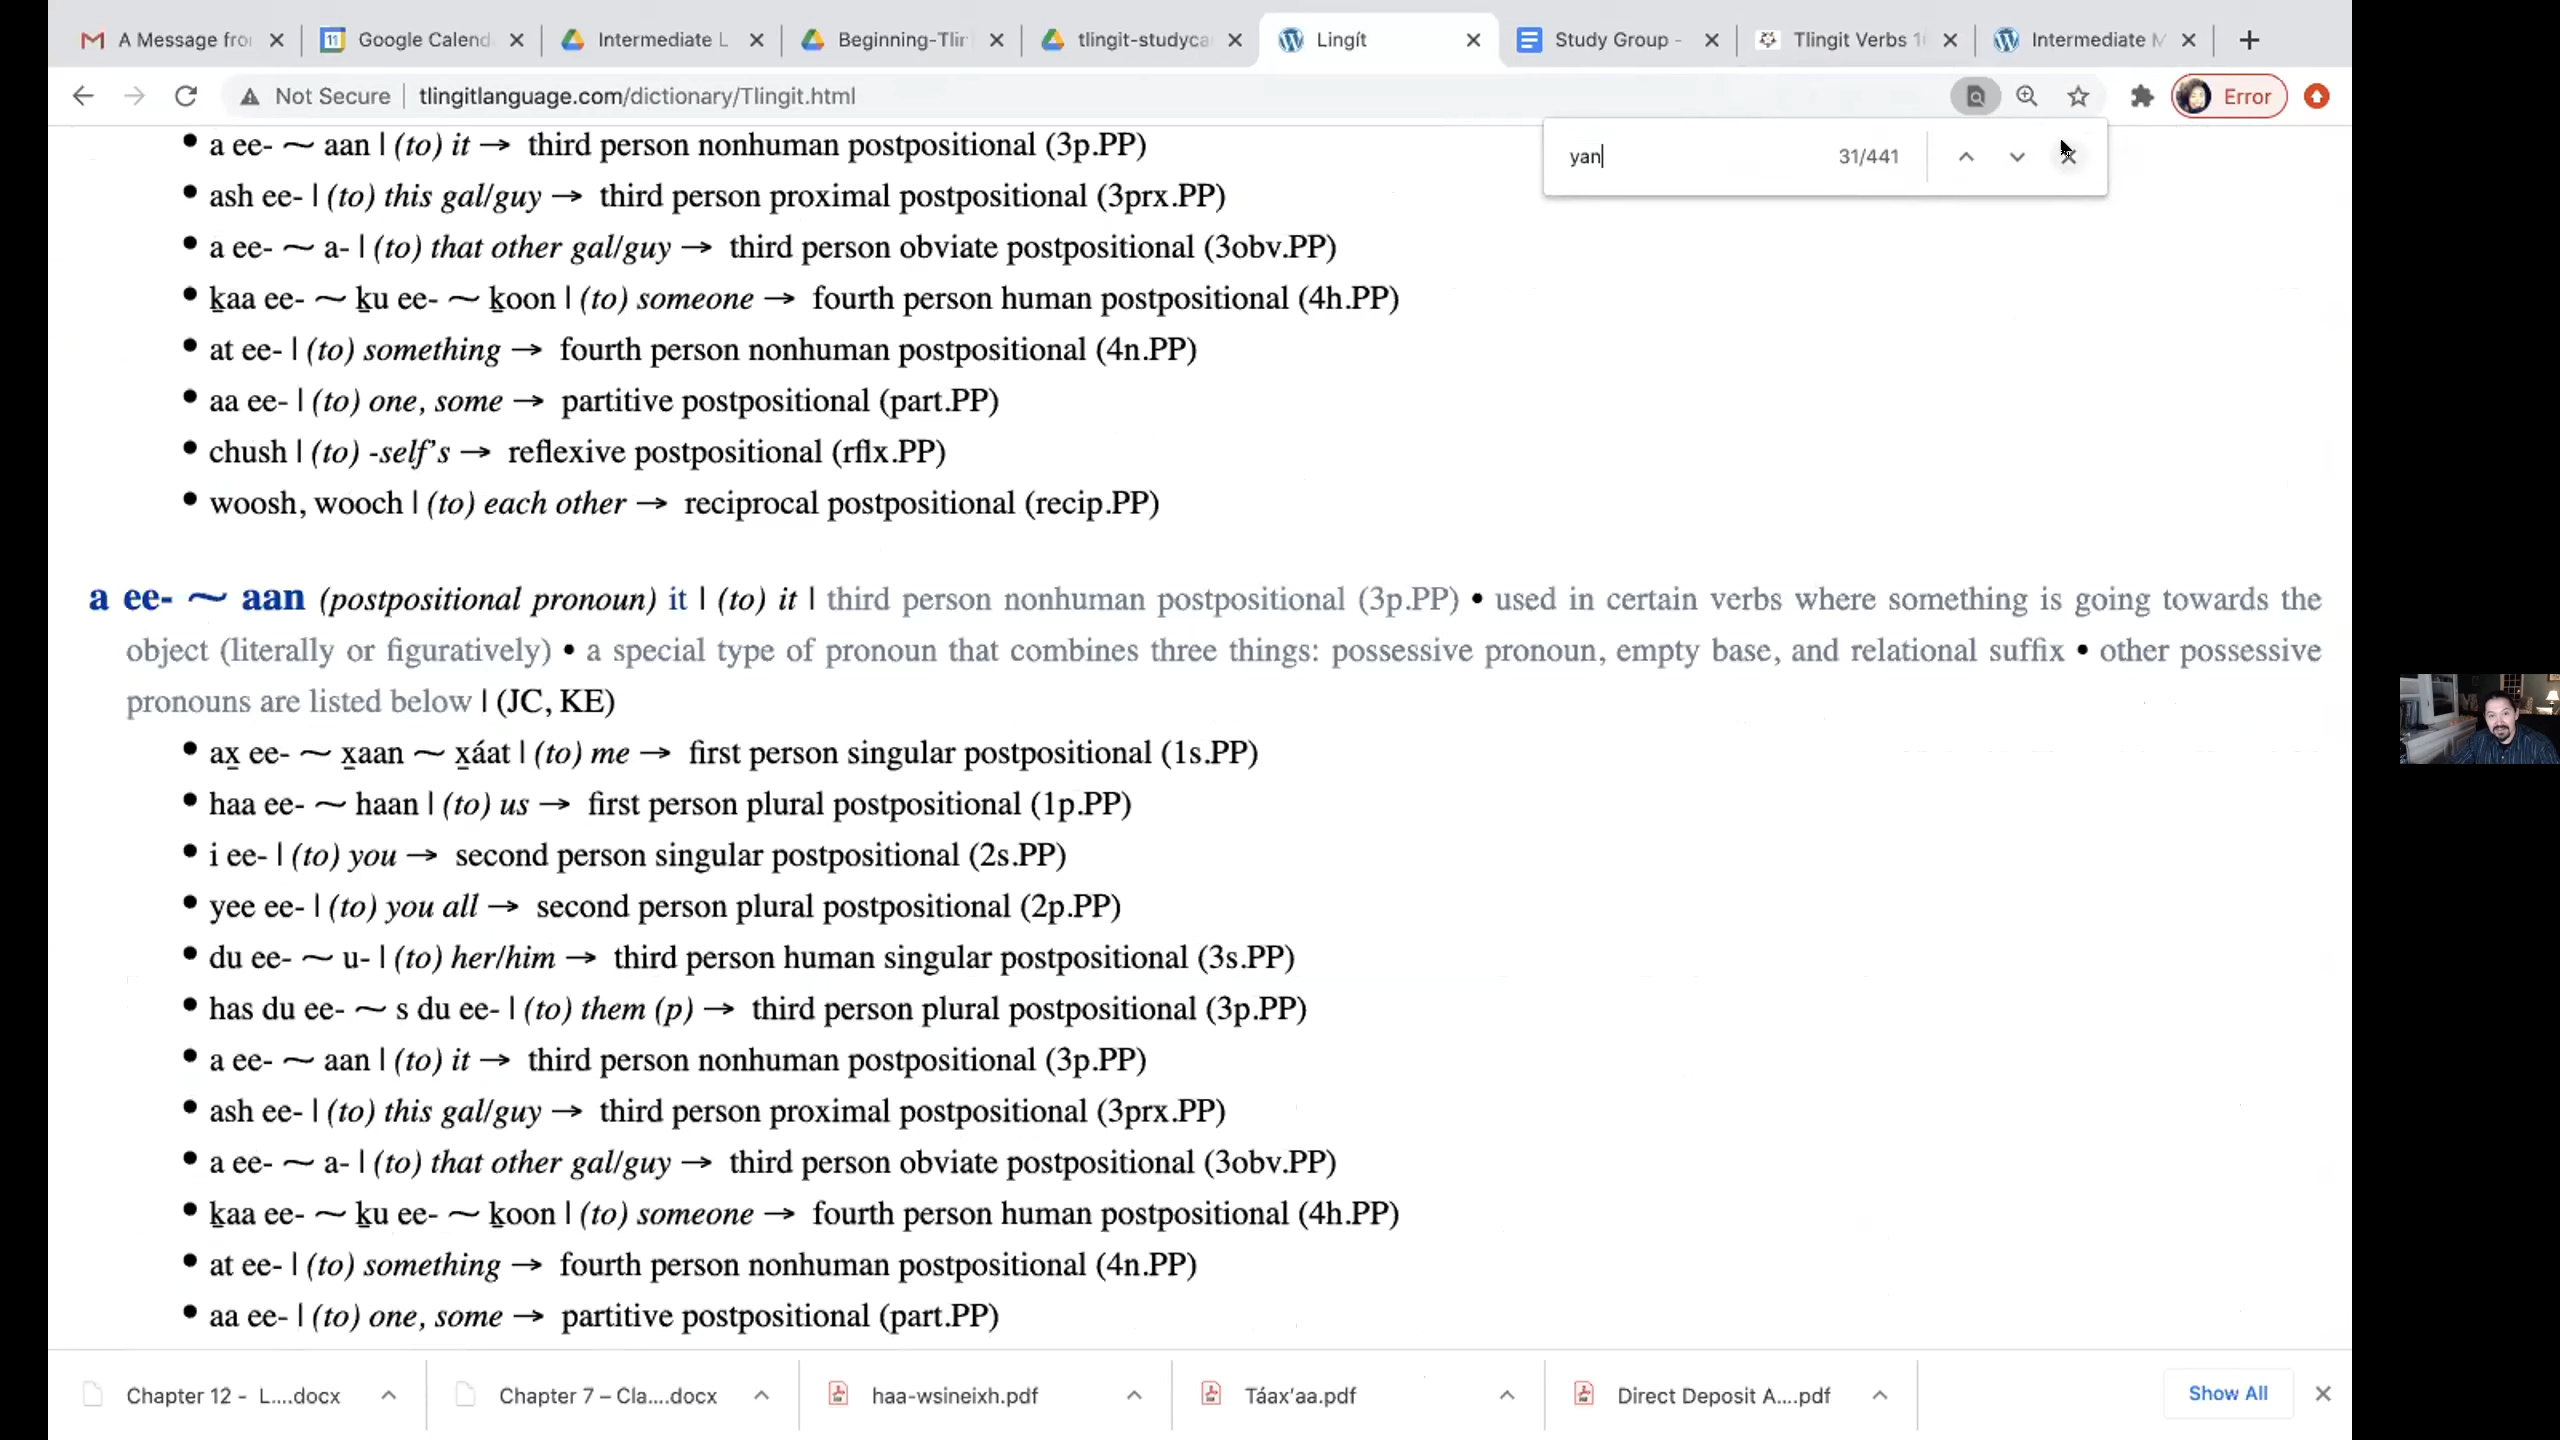 A Message fro
Google Calend
Intermediate L
Beginning-Tlir
tlingit-studyca
Lingít
Study Group -
Tlingit Verbs 1
Intermediate M
Not Secure | tlingitlanguage.com/dictionary/Tlingit.html
Error
yan 31/441
• a ee- ~ aan | (to) it → third person nonhuman postpositional (3p.PP)
• ash ee- | (to) this gal/guy → third person proximal postpositional (3prx.PP)
• a ee- ~ a- | (to) that other gal/guy → third person obviate postpositional (3obv.PP)
• ḵaa ee- ~ ḵu ee- ~ ḵoon | (to) someone → fourth person human postpositional (4h.PP)
• at ee- | (to) something → fourth person nonhuman postpositional (4n.PP)
• aa ee- | (to) one, some → partitive postpositional (part.PP)
• chush | (to) -self’s → reflexive postpositional (rflx.PP)
• woosh, wooch | (to) each other → reciprocal postpositional (recip.PP)
a ee- ~ aan (postpositional pronoun) it | (to) it | third person nonhuman postpositional (3p.PP) • used in certain verbs where something is going towards the
object (literally or figuratively) • a special type of pronoun that combines three things: possessive pronoun, empty base, and relational suffix • other possessive
pronouns are listed below | (JC, KE)
• ax̱ ee- ~ x̱aan ~ x̱áat | (to) me → first person singular postpositional (1s.PP)
• haa ee- ~ haan | (to) us → first person plural postpositional (1p.PP)
• i ee- | (to) you → second person singular postpositional (2s.PP)
• yee ee- | (to) you all → second person plural postpositional (2p.PP)
• du ee- ~ u- | (to) her/him → third person human singular postpositional (3s.PP)
• has du ee- ~ s du ee- | (to) them (p) → third person plural postpositional (3p.PP)
• a ee- ~ aan | (to) it → third person nonhuman postpositional (3p.PP)
• ash ee- | (to) this gal/guy → third person proximal postpositional (3prx.PP)
• a ee- ~ a- | (to) that other gal/guy → third person obviate postpositional (3obv.PP)
• ḵaa ee- ~ ḵu ee- ~ ḵoon | (to) someone → fourth person human postpositional (4h.PP)
• at ee- | (to) something → fourth person nonhuman postpositional (4n.PP)
• aa ee- | (to) one, some → partitive postpositional (part.PP)
Chapter 12 - L....docx
Chapter 7 – Cla....docx
haa-wsineixh.pdf
Táax’aa.pdf
Direct Deposit A....pdf
Show All